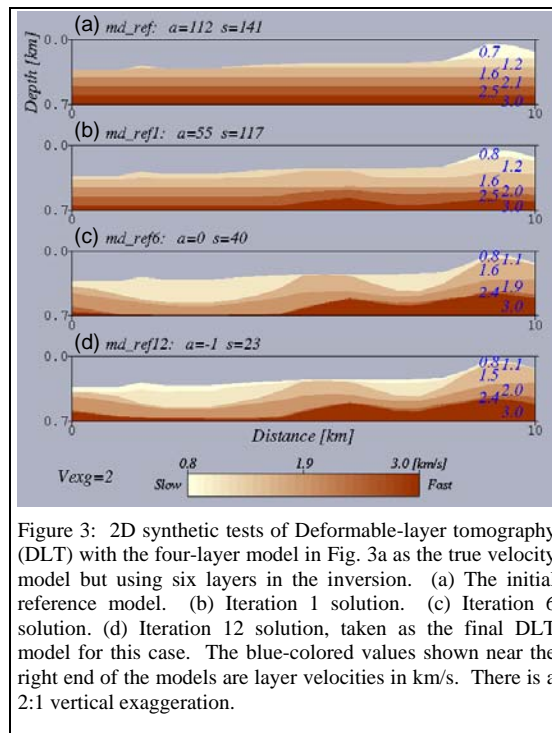 (a) md_ref: a=112 s=141
0.0
Depth [km]
0.7
1.2
1.6
2.1
2.5
3.0
0.7
0
10
(b) md_ref1: a=55 s=117
0.0
0.8
1.2
1.6
2.0
2.5
3.0
0.7
0
10
(c) md_ref6: a=0 s=40
0.0
0.8
1.1
1.6
1.9
2.4
3.0
0.7
0
10
(d) md_ref12: a=-1 s=23
0.0
0.8
1.1
1.5
2.0
2.4
3.0
0.7
0
10
Distance [km]
0.8
1.9
3.0 [km/s]
Vexg=2
Slow
Fast
Figure 3: 2D synthetic tests of Deformable-layer tomography
(DLT) with the four-layer model in Fig. 3a as the true velocity
model but using six layers in the inversion. (a) The initial
reference model. (b) Iteration 1 solution. (c) Iteration 6
solution. (d) Iteration 12 solution, taken as the final DLT
model for this case. The blue-colored values shown near the
right end of the models are layer velocities in km/s. There is a
2:1 vertical exaggeration.